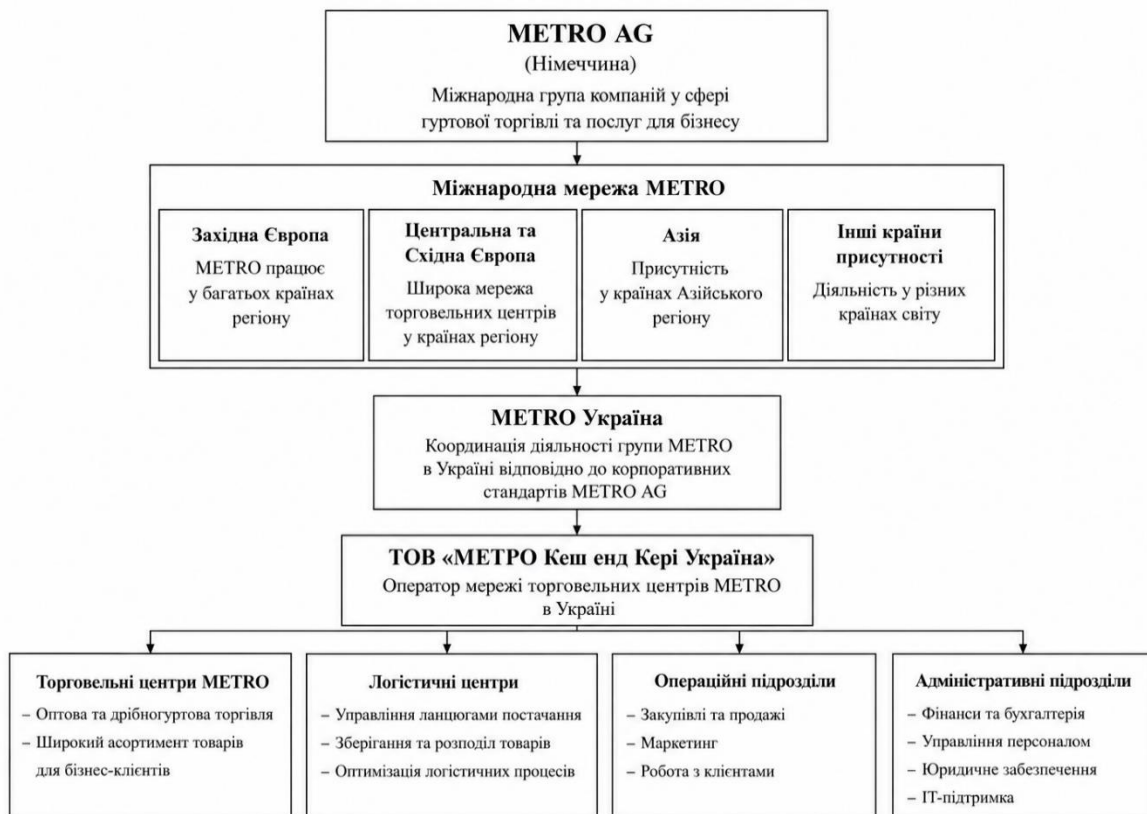 METRO AG
(Німеччина)
Міжнародна група компаній у сфері
гуртової торгівлі та послуг для бізнесу
Міжнародна мережа METRO
Західна Європа
METRO працює
у багатьох країнах
регіону
Центральна та
Східна Європа
Широка мережа
торговельних центрів
у країнах регіону
Азія
Присутність
у країнах Азійського
регіону
Інші країни
присутності
Діяльність у різних
країнах світу
METRO Україна
Координація діяльності групи METRO
в Україні відповідно до корпоративних
стандартів METRO AG
ТОВ «МЕТРО Кеш енд Кері Україна»
Оператор мережі торговельних центрів METRO
в Україні
Торговельні центри METRO
– Оптова та дрібногуртова торгівля
– Широкий асортимент товарів
для бізнес-клієнтів
Логістичні центри
– Управління ланцюгами постачання
– Зберігання та розподіл товарів
– Оптимізація логістичних процесів
Операційні підрозділи
– Закупівлі та продажі
– Маркетинг
– Робота з клієнтами
Адміністративні підрозділи
– Фінанси та бухгалтерія
– Управління персоналом
– Юридичне забезпечення
– ІТ-підтримка